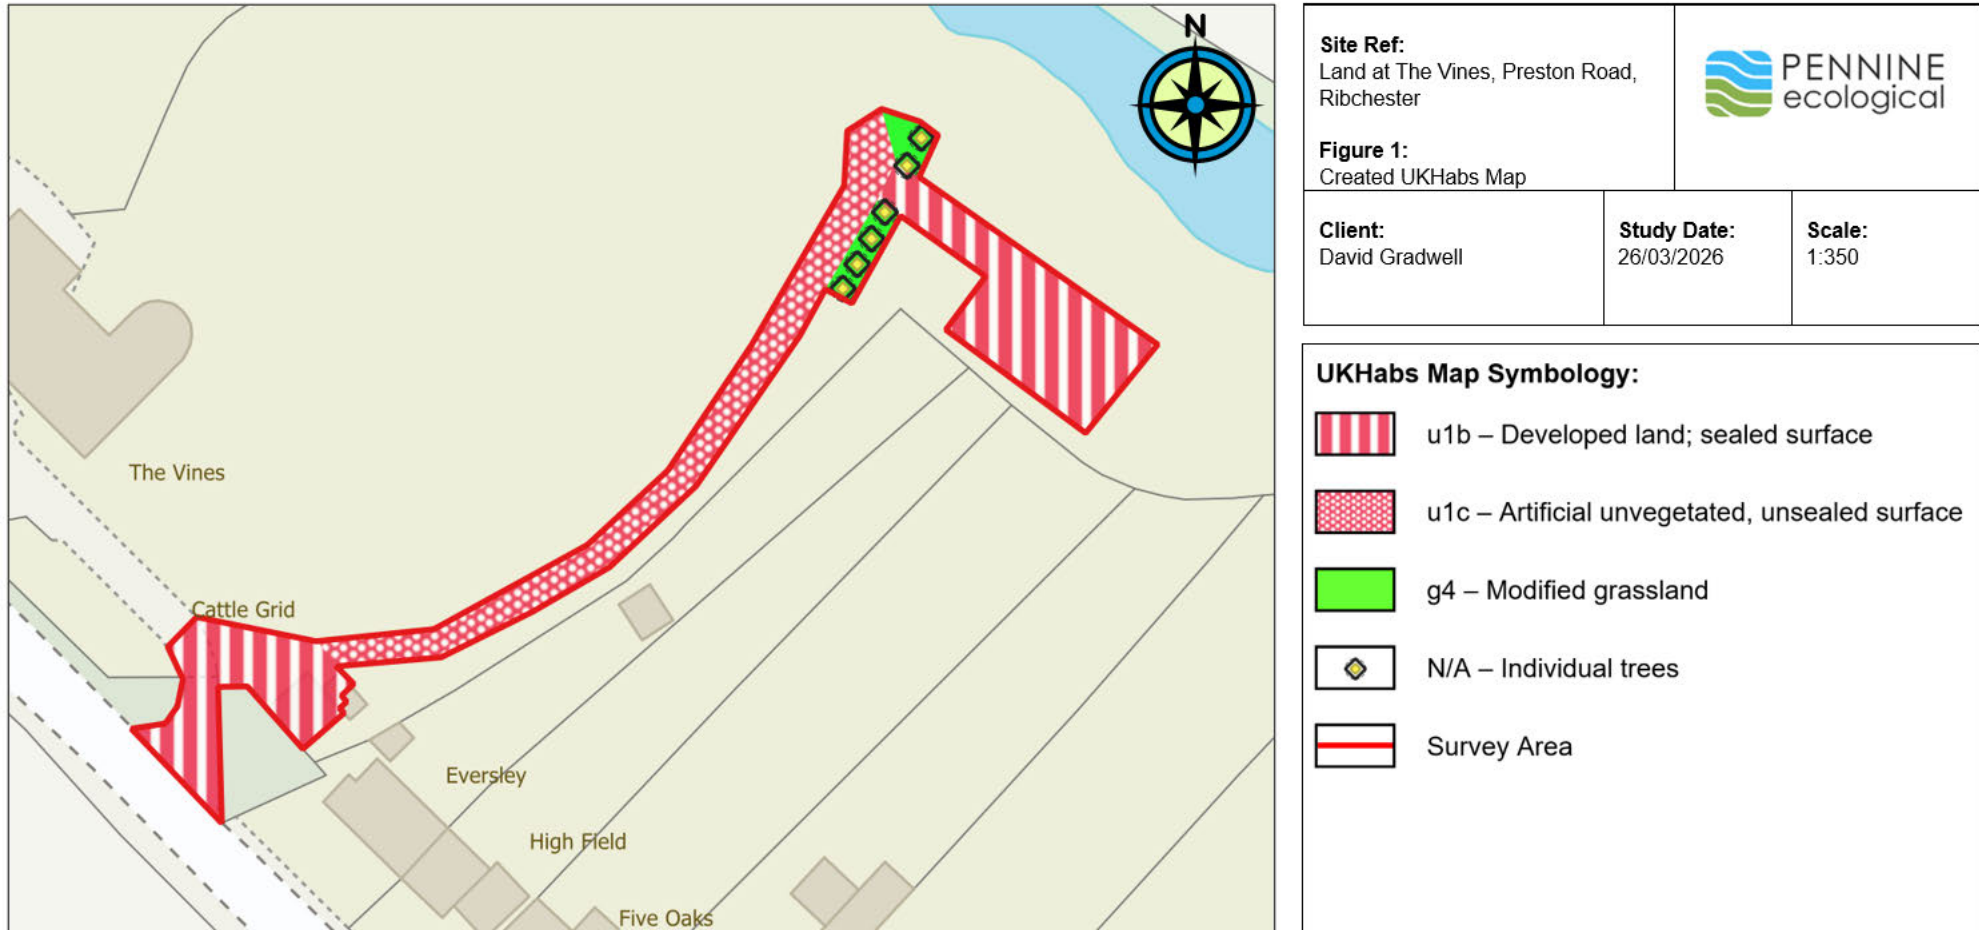 N
The Vines
Cattle Grid
Eversley
High Field
Five Oaks
Site Ref:
Land at The Vines, Preston Road,
Ribchester
Figure 1:
Created UKHabs Map
PENNINE
ecological
Client:
David Gradwell
Study Date:
26/03/2026
Scale:
1:350
UKHabs Map Symbology:
u1b – Developed land; sealed surface
u1c – Artificial unvegetated, unsealed surface
g4 – Modified grassland
N/A – Individual trees
Survey Area